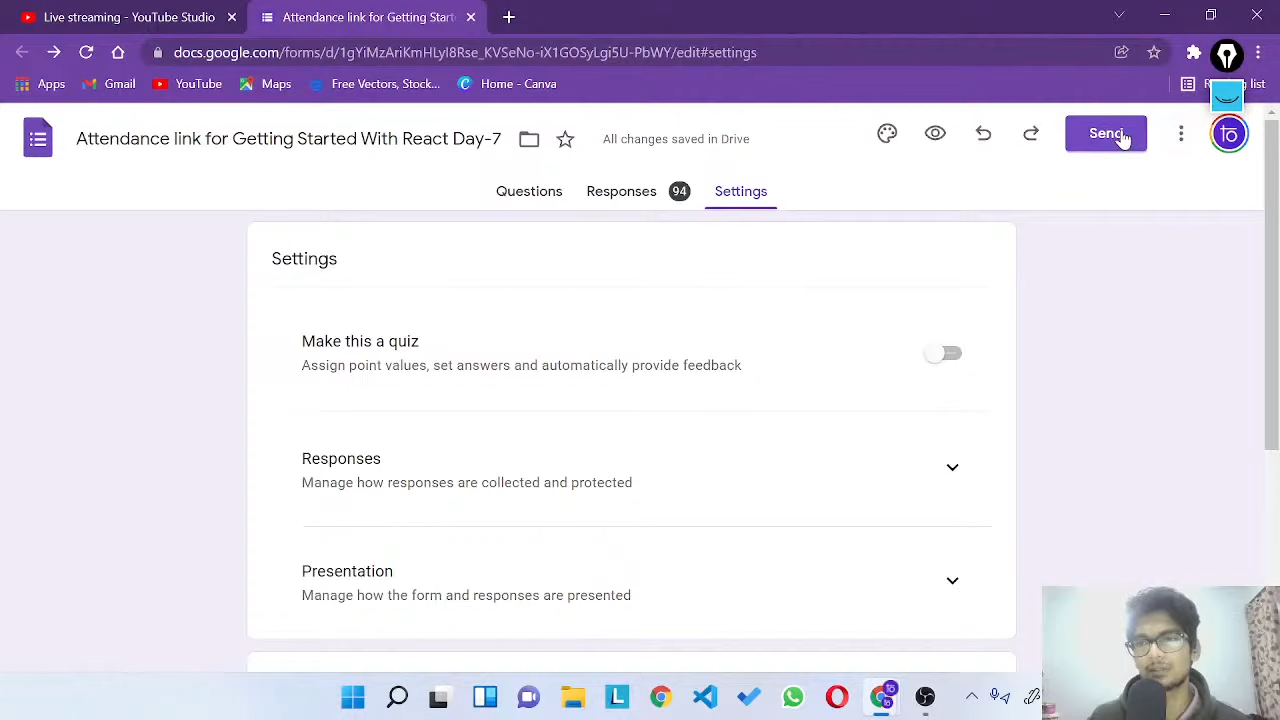 Live streaming - YouTube Studio
Attendance link for Getting Start
docs.google.com/forms/d/1gYiMzAriKmHLyI8Rse_KVSeNo-iX1GOSyLgi5U-PbWY/edit#settings
Apps
Gmail
YouTube
Maps
Free Vectors, Stock...
Home - Canva
list
Attendance link for Getting Started With React Day-7
All changes saved in Drive
Send
Questions
Responses 94
Settings
Settings
Make this a quiz
Assign point values, set answers and automatically provide feedback
Responses
Manage how responses are collected and protected
Presentation
Manage how the form and responses are presented